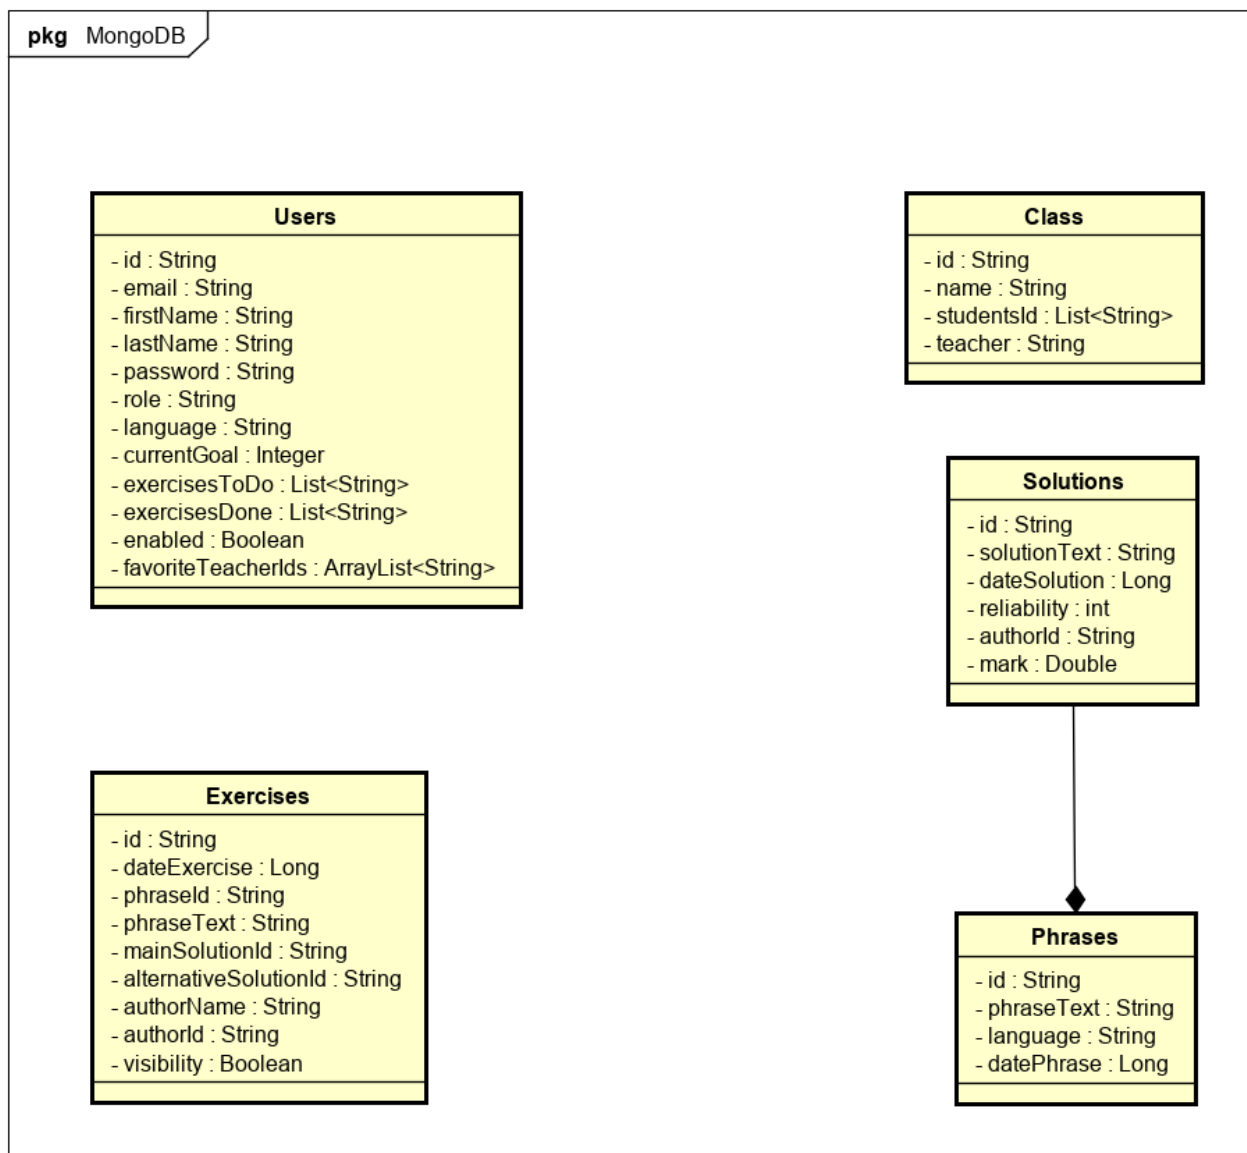 pkg MongoDB
Users
- id : String
- email : String
- firstName : String
- lastName : String
- password : String
- role : String
- language : String
- currentGoal : Integer
- exercisesToDo : List<String>
- exercisesDone : List<String>
- enabled : Boolean
- favoriteTeacherIds : ArrayList<String>
Class
- id : String
- name : String
- studentsId : List<String>
- teacher : String
Solutions
- id : String
- solutionText : String
- dateSolution : Long
- reliability : int
- authorId : String
- mark : Double
Exercises
- id : String
- dateExercise : Long
- phraseId : String
- phraseText : String
- mainSolutionId : String
- alternativeSolutionId : String
- authorName : String
- authorId : String
- visibility : Boolean
Phrases
- id : String
- phraseText : String
- language : String
- datePhrase : Long